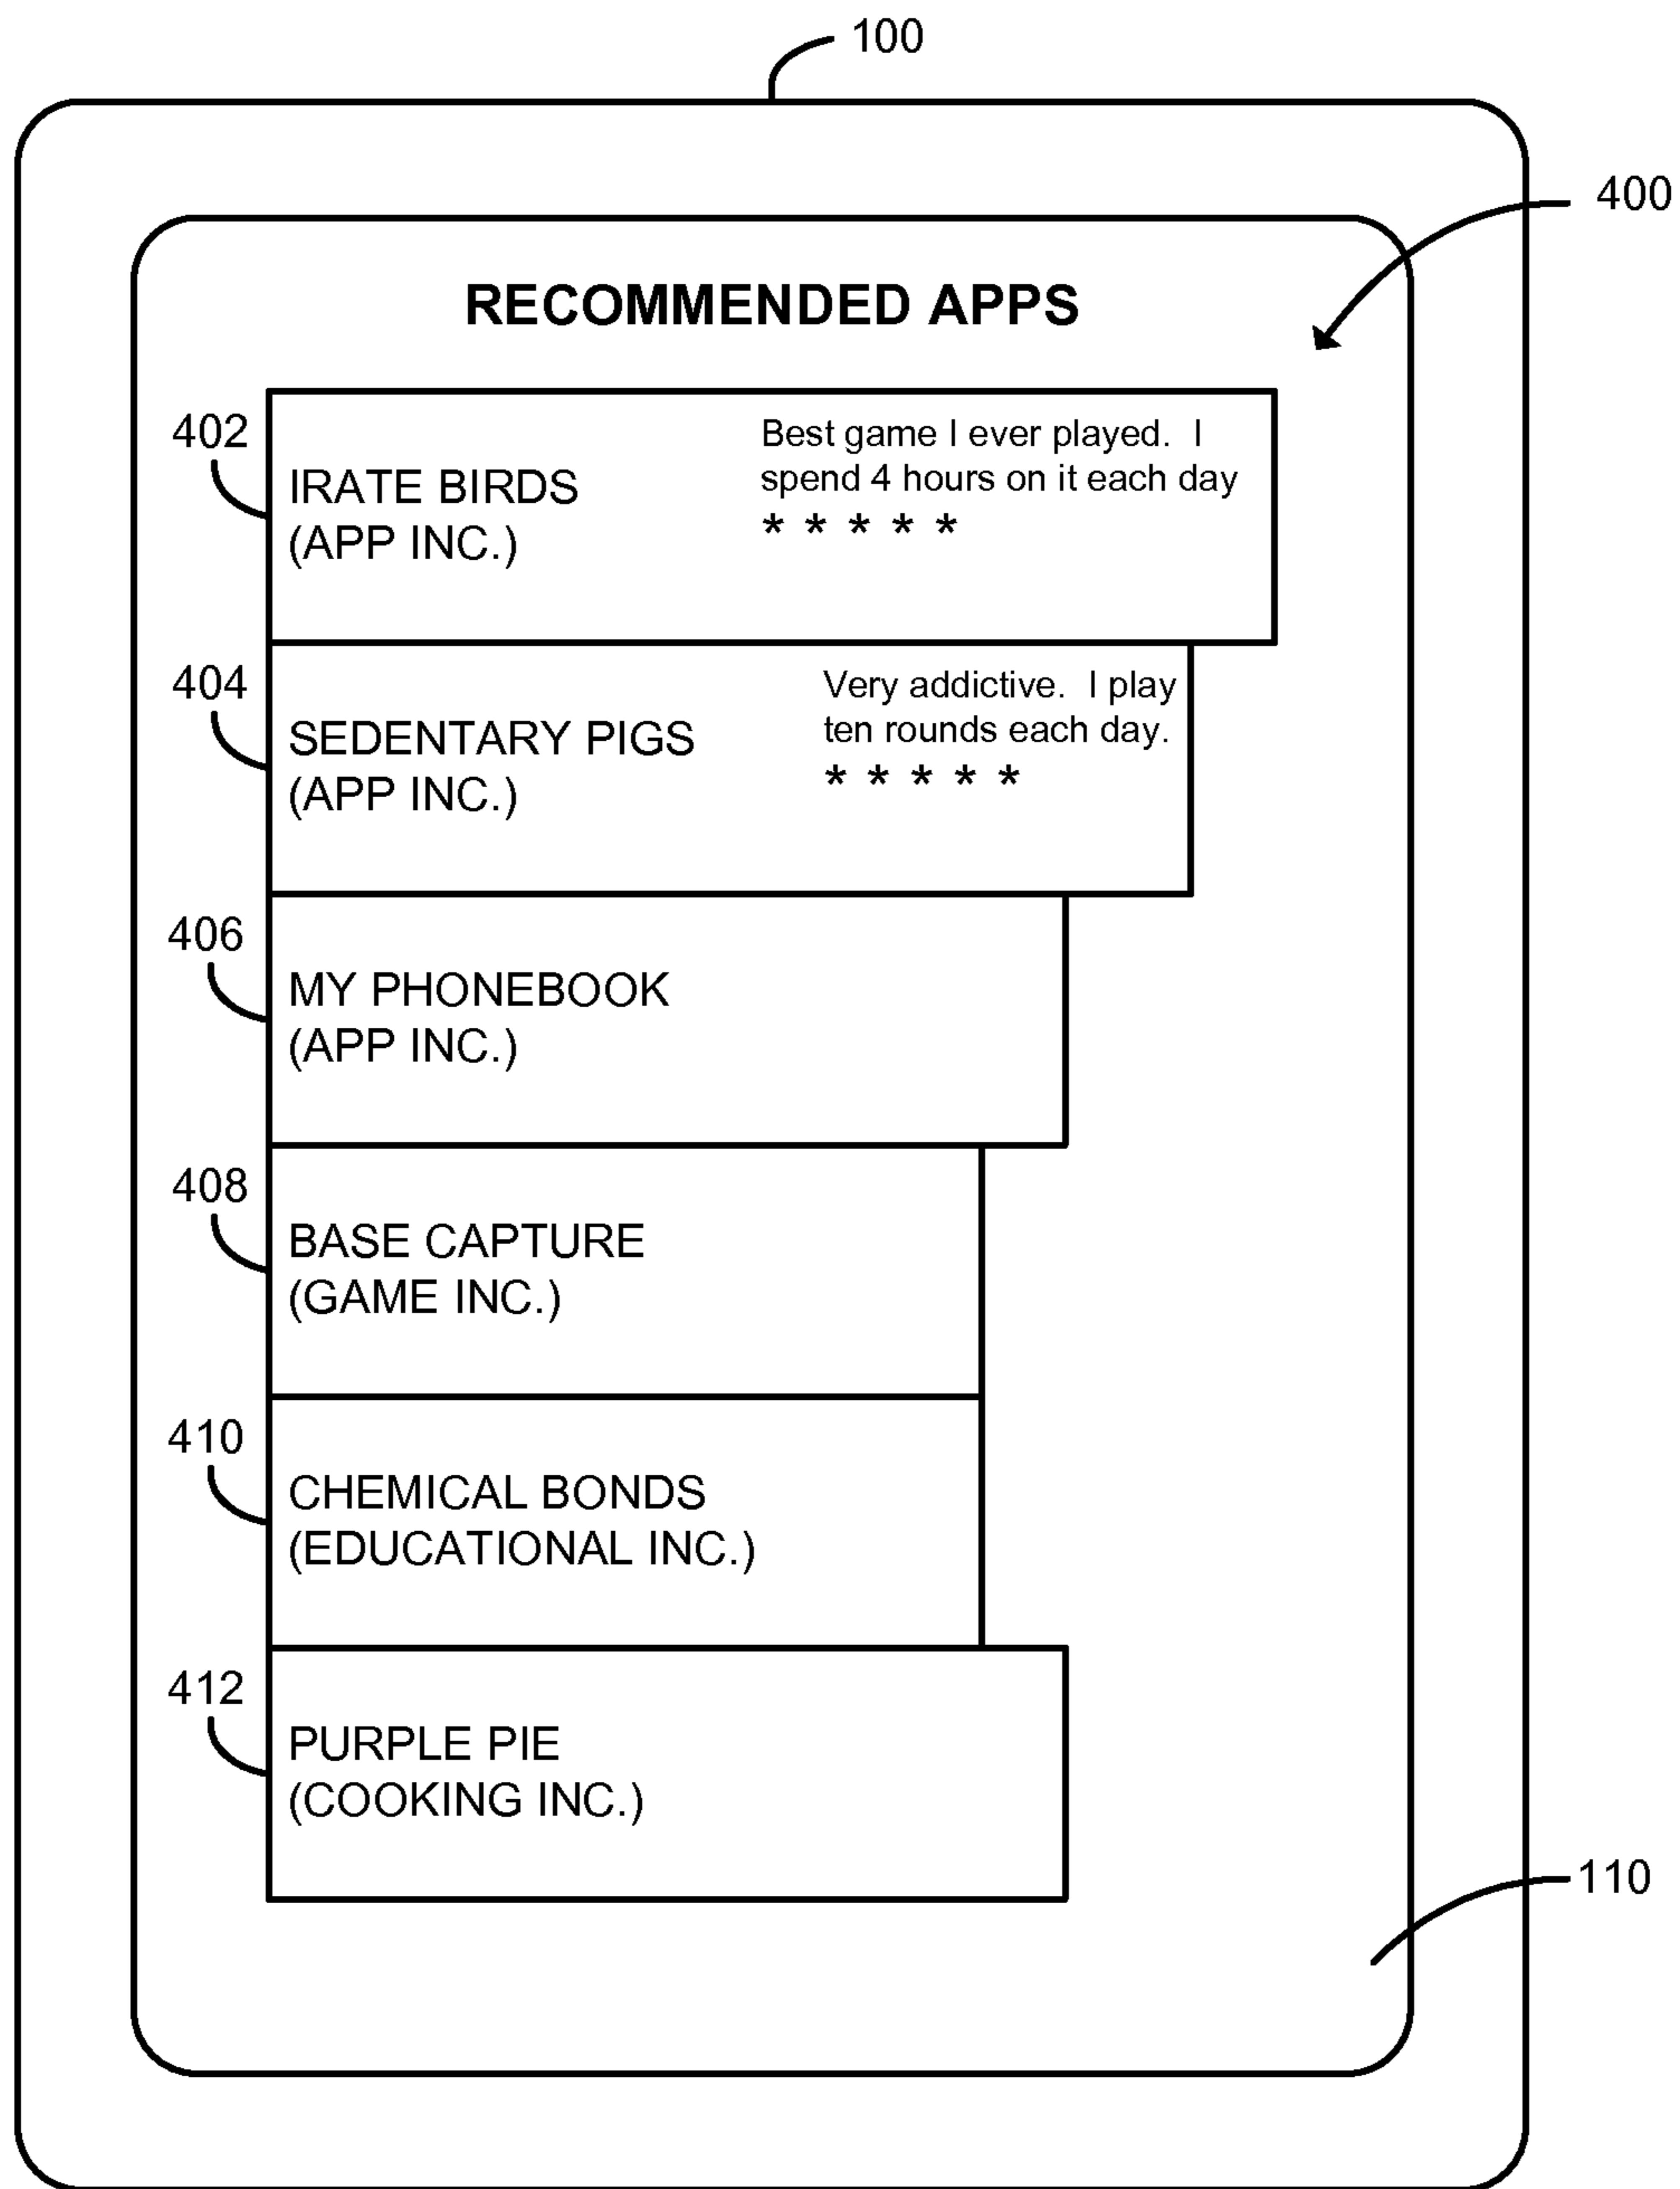 100
400
RECOMMENDED APPS
402
IRATE BIRDS
(APP INC.)
Best game I ever played.  I
spend 4 hours on it each day
* * * * *
404
SEDENTARY PIGS
(APP INC.)
Very addictive.  I play
ten rounds each day.
* * * * *
406
MY PHONEBOOK
(APP INC.)
408
BASE CAPTURE
(GAME INC.)
410
CHEMICAL BONDS
(EDUCATIONAL INC.)
412
PURPLE PIE
(COOKING INC.)
110